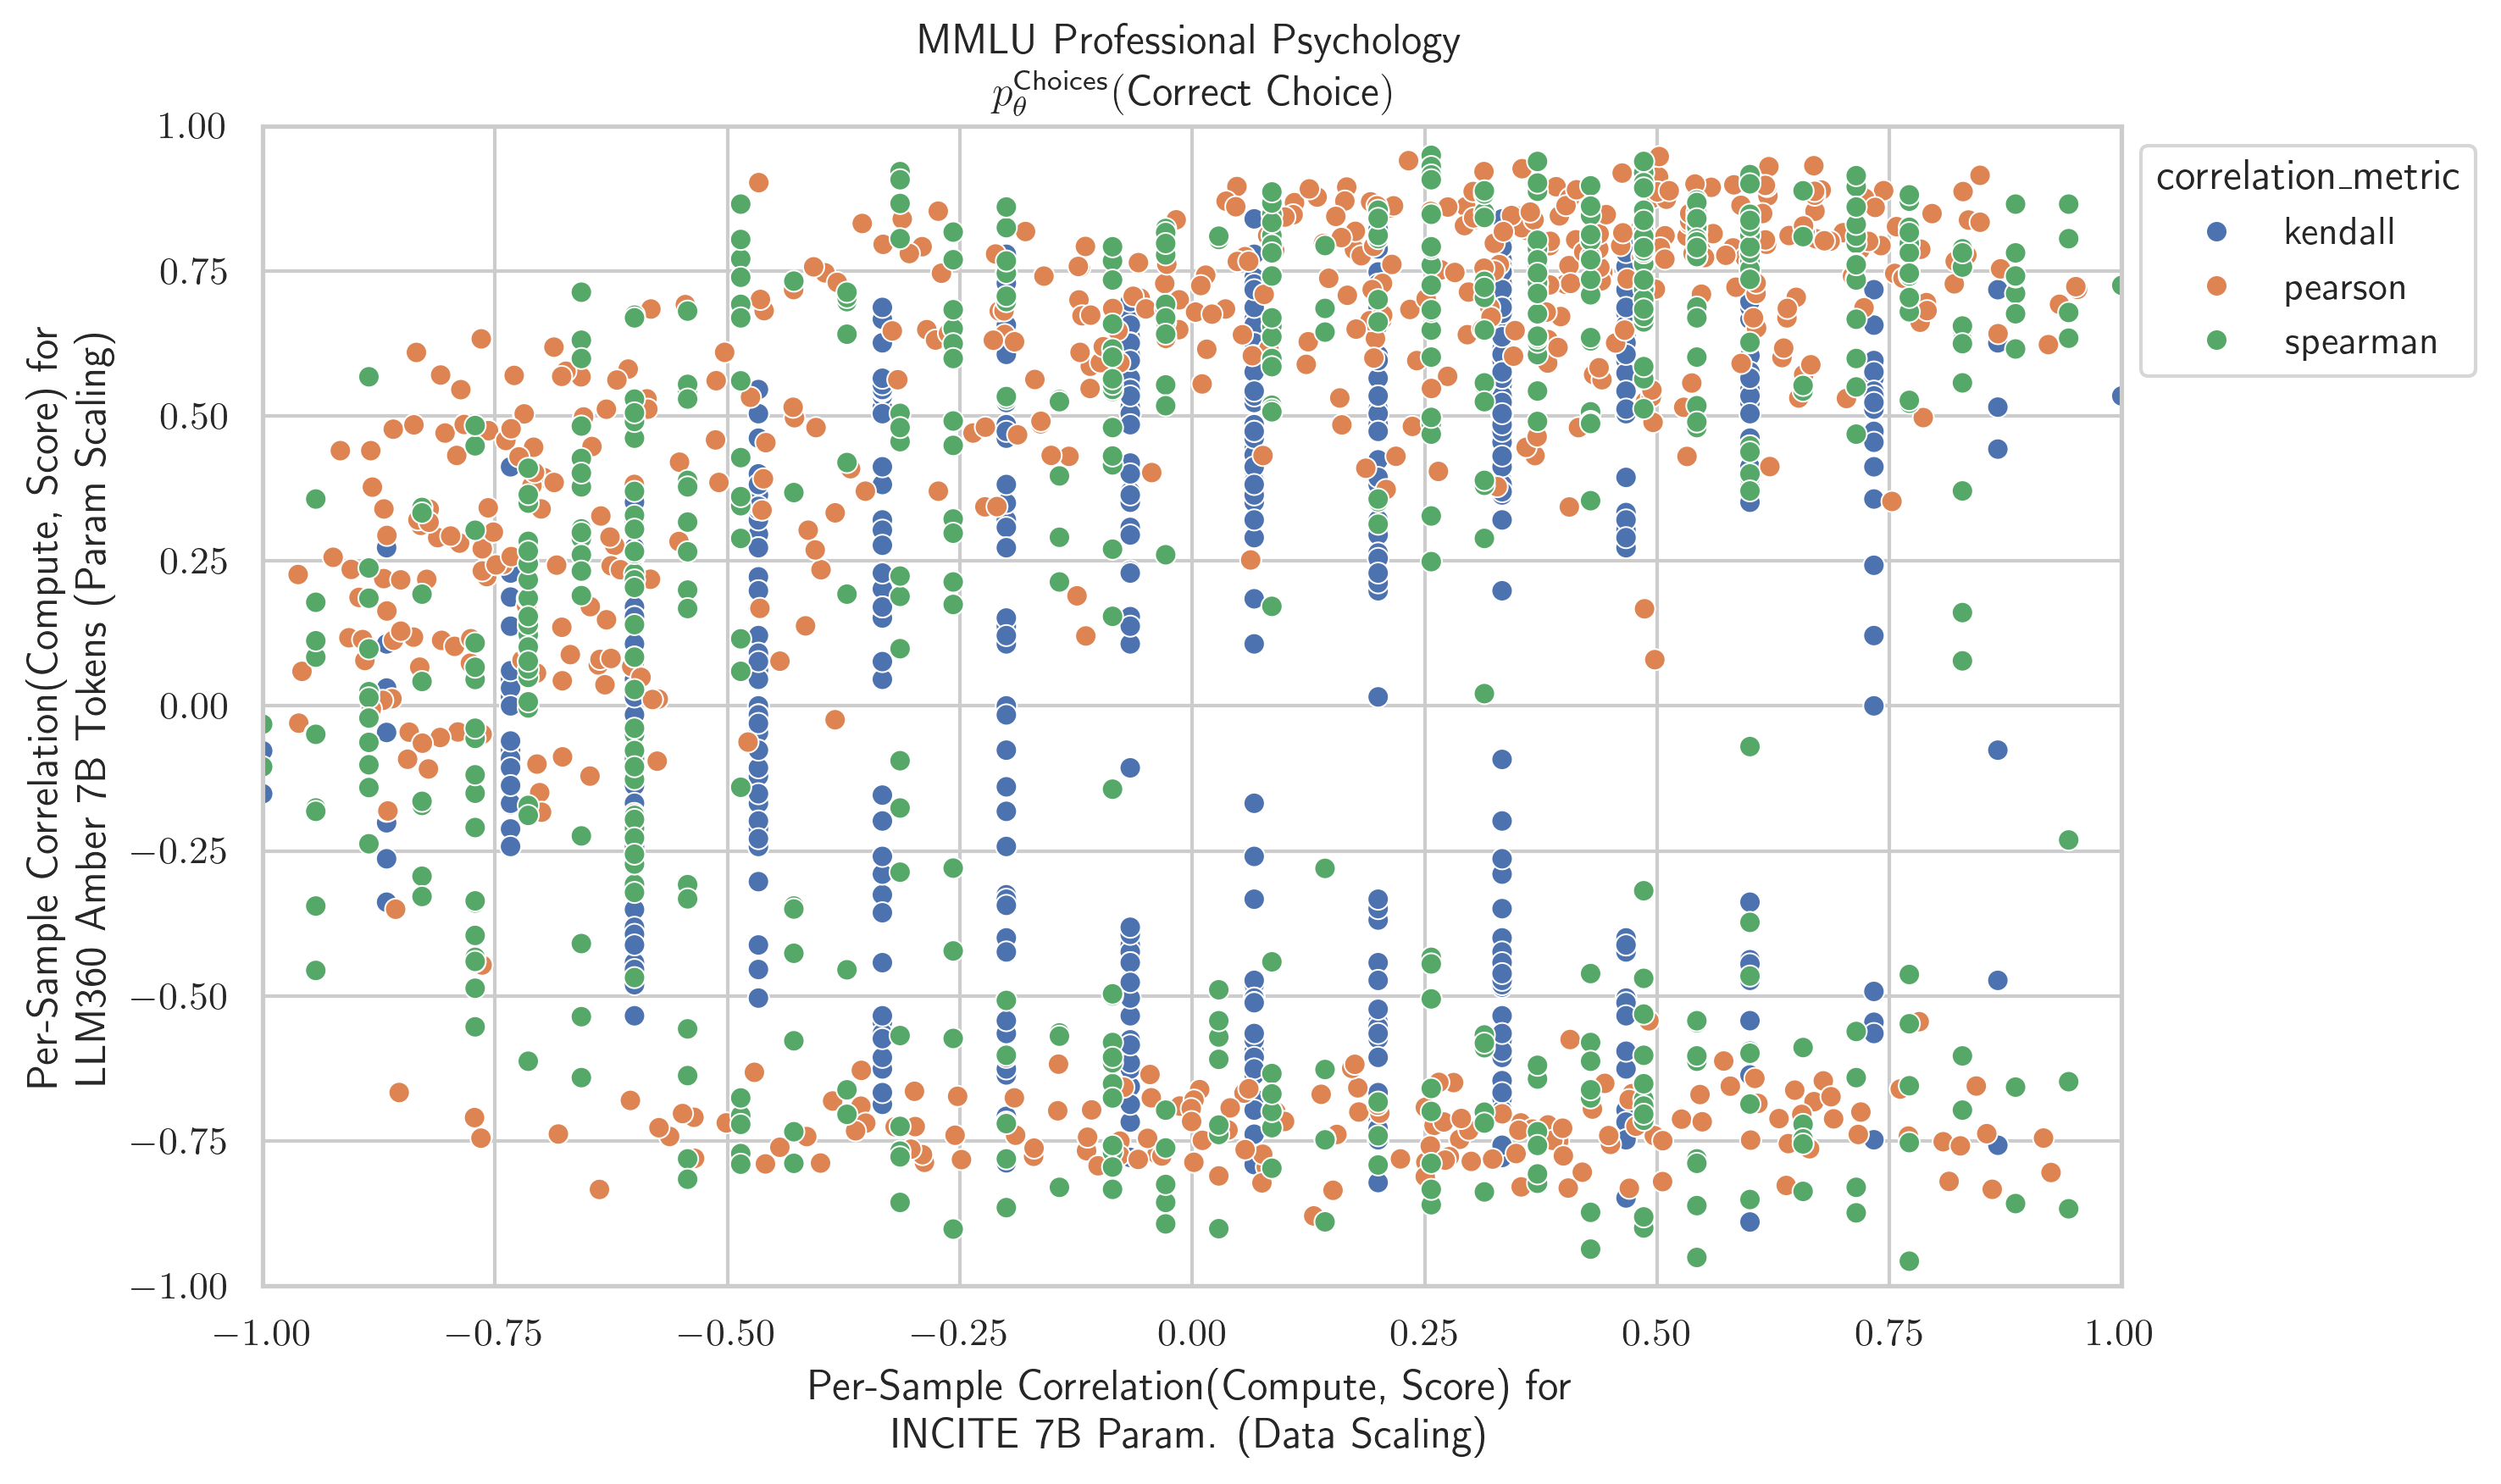 MMLU Professional Psychology
p_θ^Choices(Correct Choice)
1.00
0.75
0.50
0.25
0.00
−0.25
−0.50
−0.75
−1.00
Per-Sample Correlation(Compute, Score) for
LLM360 Amber 7B Tokens (Param Scaling)
−1.00 −0.75 −0.50 −0.25 0.00 0.25 0.50 0.75 1.00
Per-Sample Correlation(Compute, Score) for
INCITE 7B Param. (Data Scaling)
correlation_metric
kendall
pearson
spearman